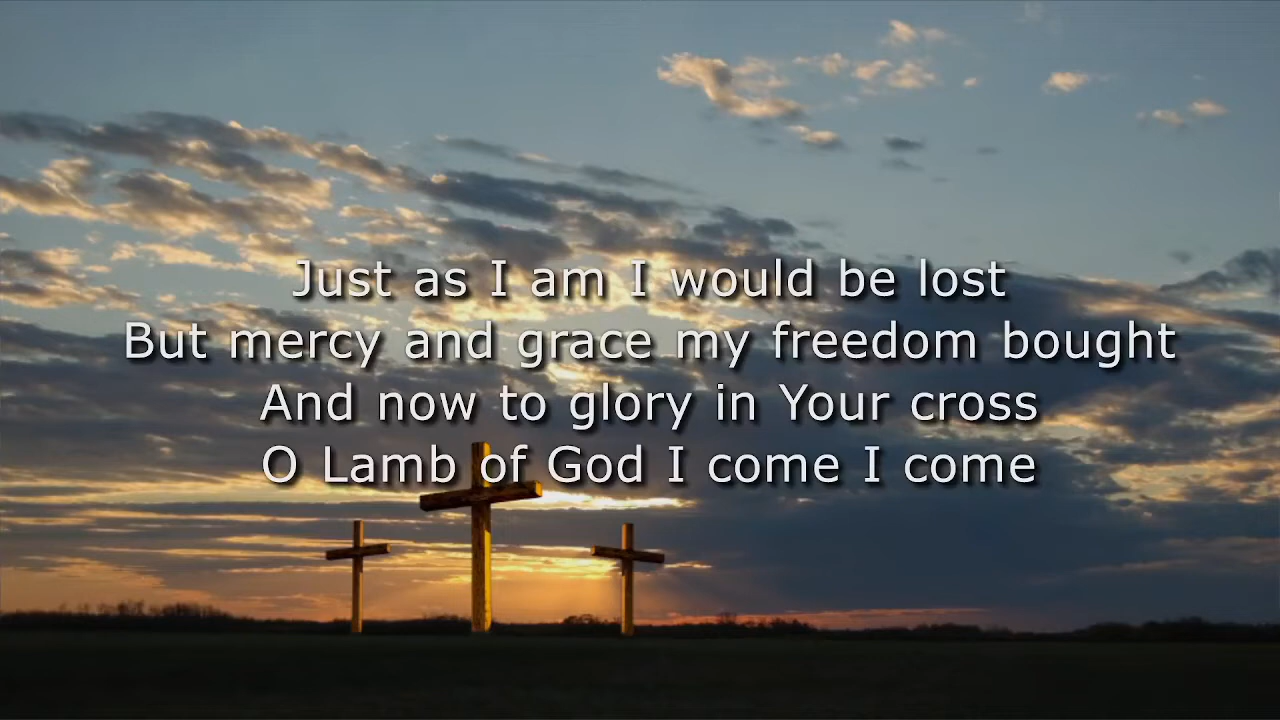 Just as I am I would be lost
But mercy and grace my freedom bought
And now to glory in Your cross
O Lamb of God I come I come